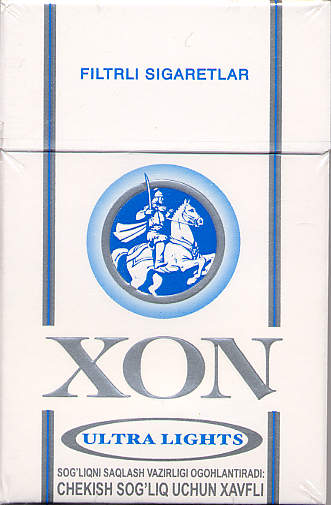 FILTRLI SIGARETLAR
XON
ULTRA LIGHTS
SOG'LIQNI SAQLASH VAZIRLIGI OGOHLANTIRADI:
CHEKISH SOG'LIQ UCHUN XAVFLI